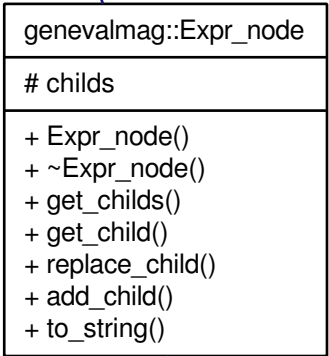 genevalmag::Expr_node
# childs
+ Expr_node()
+ ~Expr_node()
+ get_childs()
+ get_child()
+ replace_child()
+ add_child()
+ to_string()